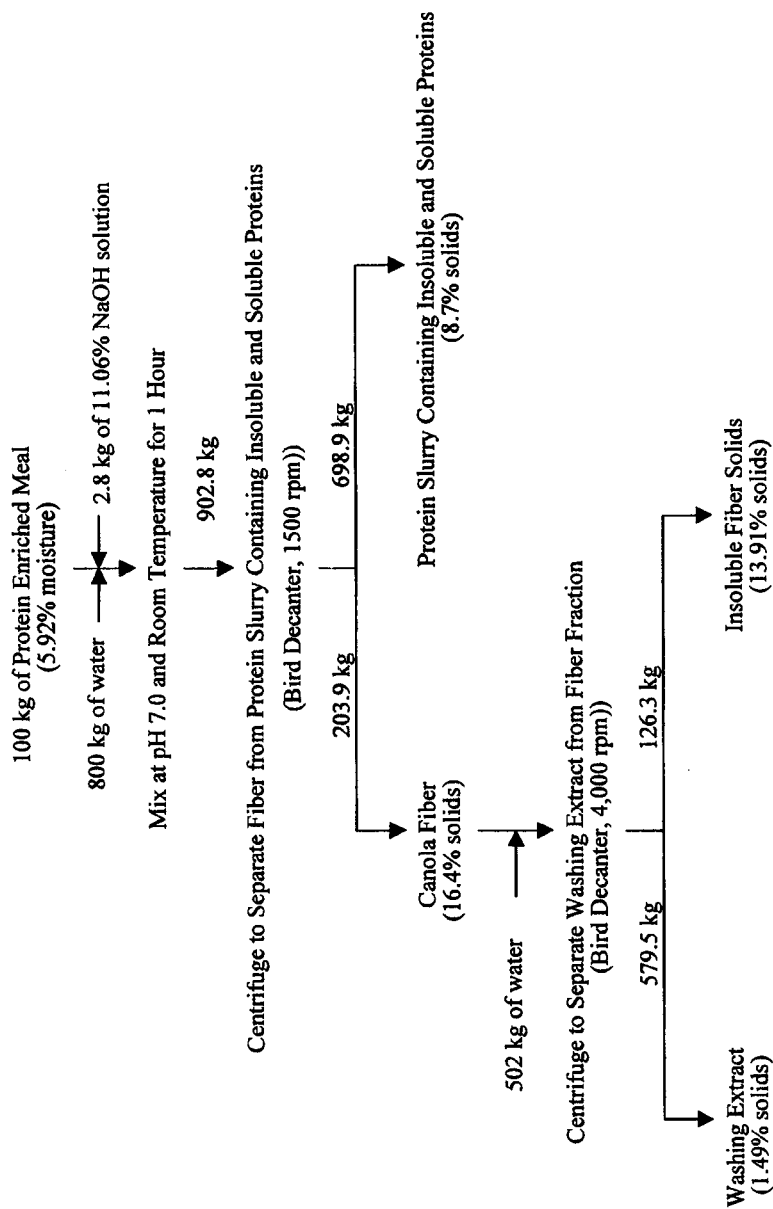 100 kg of Protein Enriched Meal
(5.92% moisture)
800 kg of water
2.8 kg of 11.06% NaOH solution
Mix at pH 7.0 and Room Temperature for 1 Hour
902.8 kg
Centrifuge to Separate Fiber from Protein Slurry Containing Insoluble and Soluble Proteins
(Bird Decanter, 1500 rpm))
203.9 kg
698.9 kg
Canola Fiber
(16.4% solids)
Protein Slurry Containing Insoluble and Soluble Proteins
(8.7% solids)
502 kg of water
Centrifuge to Separate Washing Extract from Fiber Fraction
(Bird Decanter, 4,000 rpm))
579.5 kg
126.3 kg
Washing Extract
(1.49% solids)
Insoluble Fiber Solids
(13.91% solids)